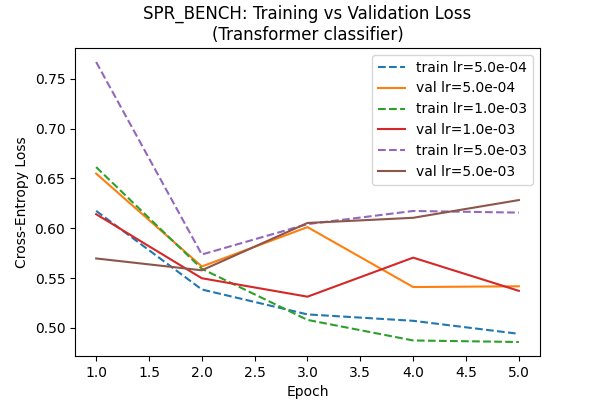 SPR_BENCH: Training vs Validation Loss
(Transformer classifier)
Cross-Entropy Loss
0.75
0.70
0.65
0.60
0.55
0.50
train lr=5.0e-04
val lr=5.0e-04
train lr=1.0e-03
val lr=1.0e-03
train lr=5.0e-03
val lr=5.0e-03
1.0 1.5 2.0 2.5 3.0 3.5 4.0 4.5 5.0
Epoch